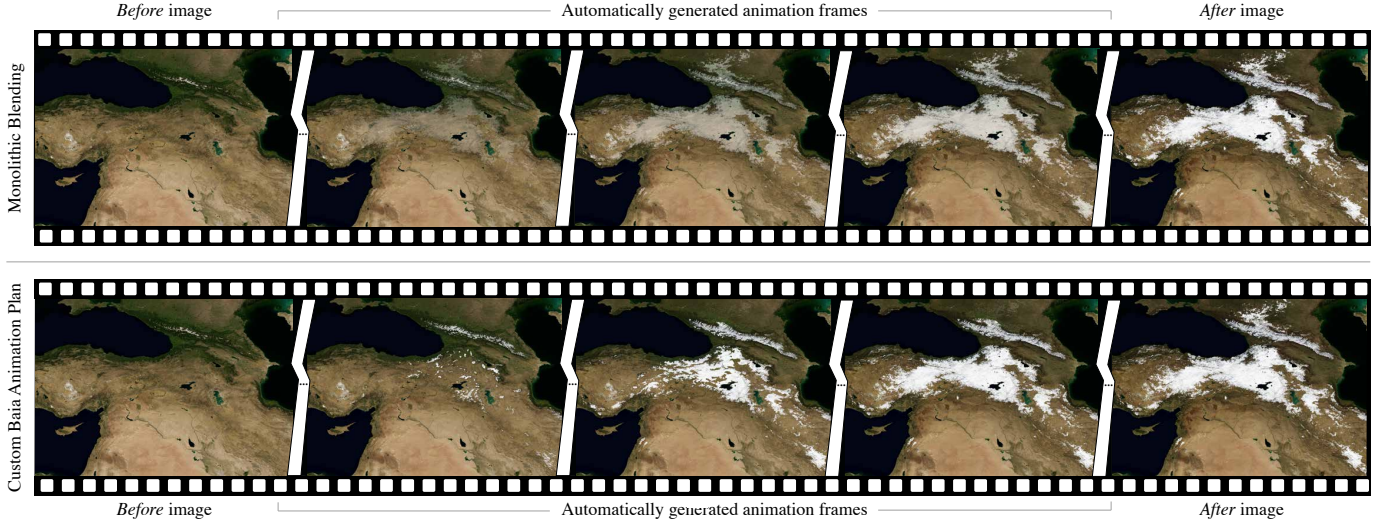 Before image
Automatically generated animation frames
After image
Monolithic Blending
Custom Baia Animation Plan
Before image
Automatically generated animation frames
After image